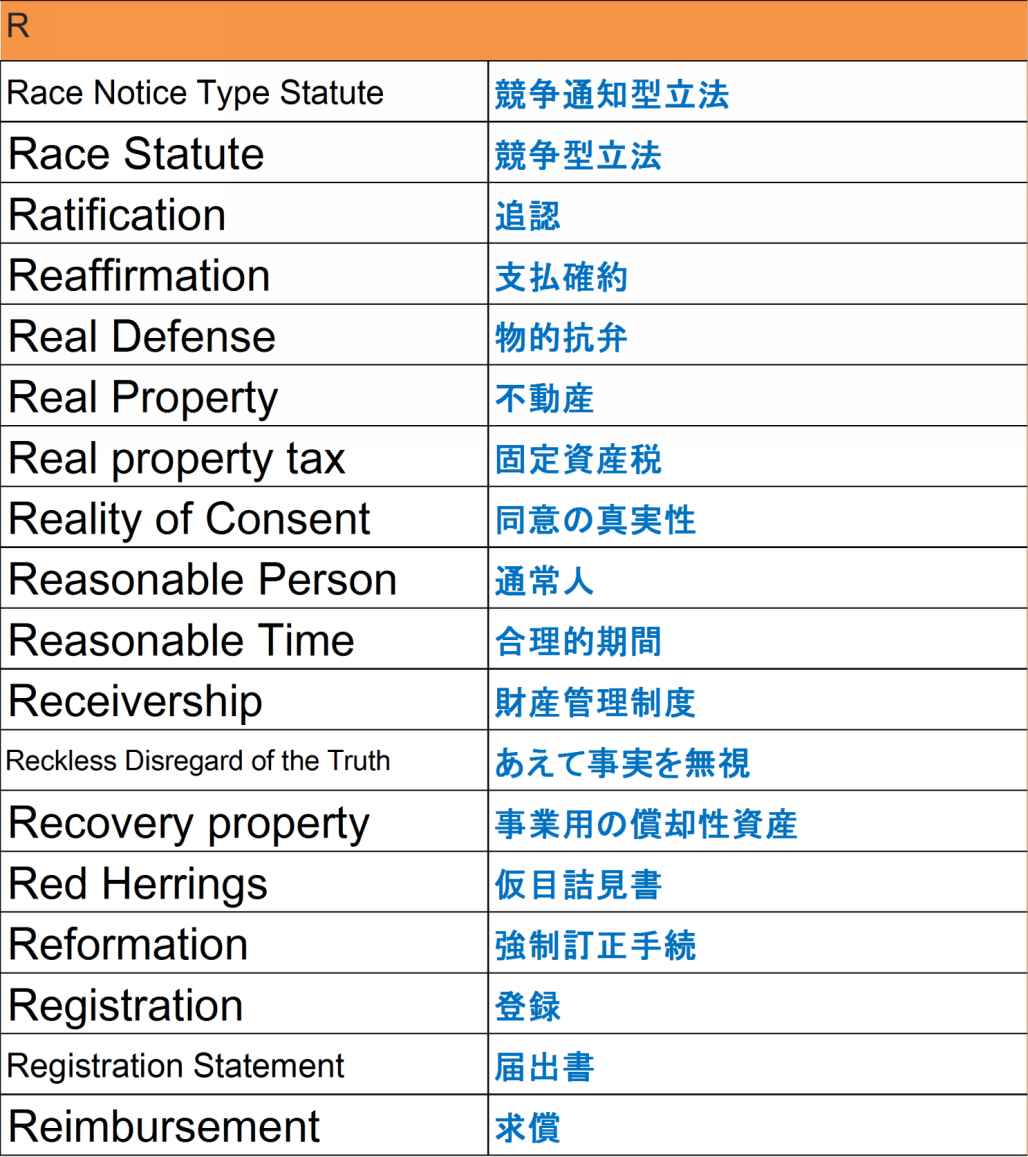 R
Race Notice Type Statute 競争通知型立法
Race Statute 競争型立法
Ratification 追認
Reaffirmation 支払確約
Real Defense 物的抗弁
Real Property 不動産
Real property tax 固定資産税
Reality of Consent 同意の真実性
Reasonable Person 通常人
Reasonable Time 合理的期間
Receivership 財産管理制度
Reckless Disregard of the Truth あえて事実を無視
Recovery property 事業用の償却性資産
Red Herrings 仮目詰見書
Reformation 強制訂正手続
Registration 登録
Registration Statement 届出書
Reimbursement 求償